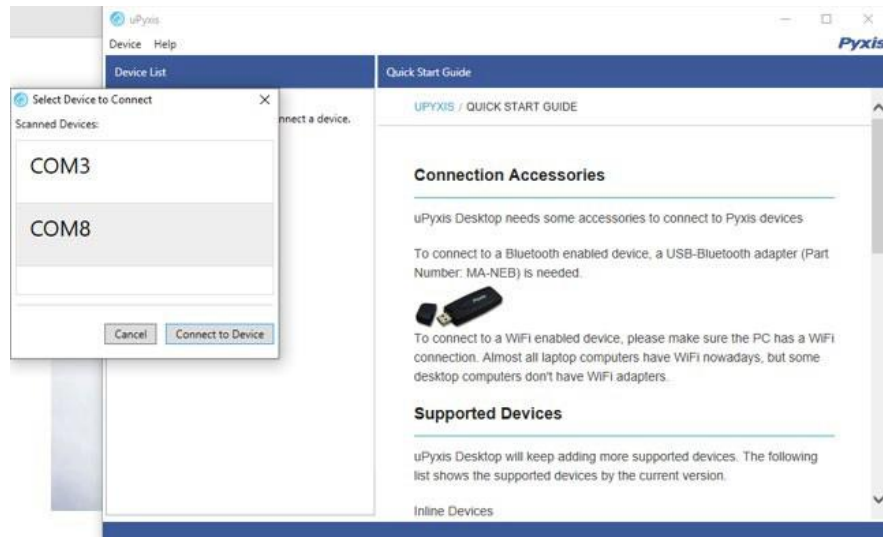 uPyxis
Device Help
Pyxis
Device List
Quick Start Guide
Select Device to Connect
Scanned Devices:
COM3
COM8
Cancel Connect to Device
nnect a device.
UPYXIS / QUICK START GUIDE
Connection Accessories
uPyxis Desktop needs some accessories to connect to Pyxis devices
To connect to a Bluetooth enabled device, a USB-Bluetooth adapter (Part
Number: MA-NEB) is needed.
Pyxis
To connect to a WiFi enabled device, please make sure the PC has a WiFi
connection. Almost all laptop computers have WiFi nowadays, but some
desktop computers don't have WiFi adapters.
Supported Devices
uPyxis Desktop will keep adding more supported devices. The following
list shows the supported devices by the current version.
Inline Devices